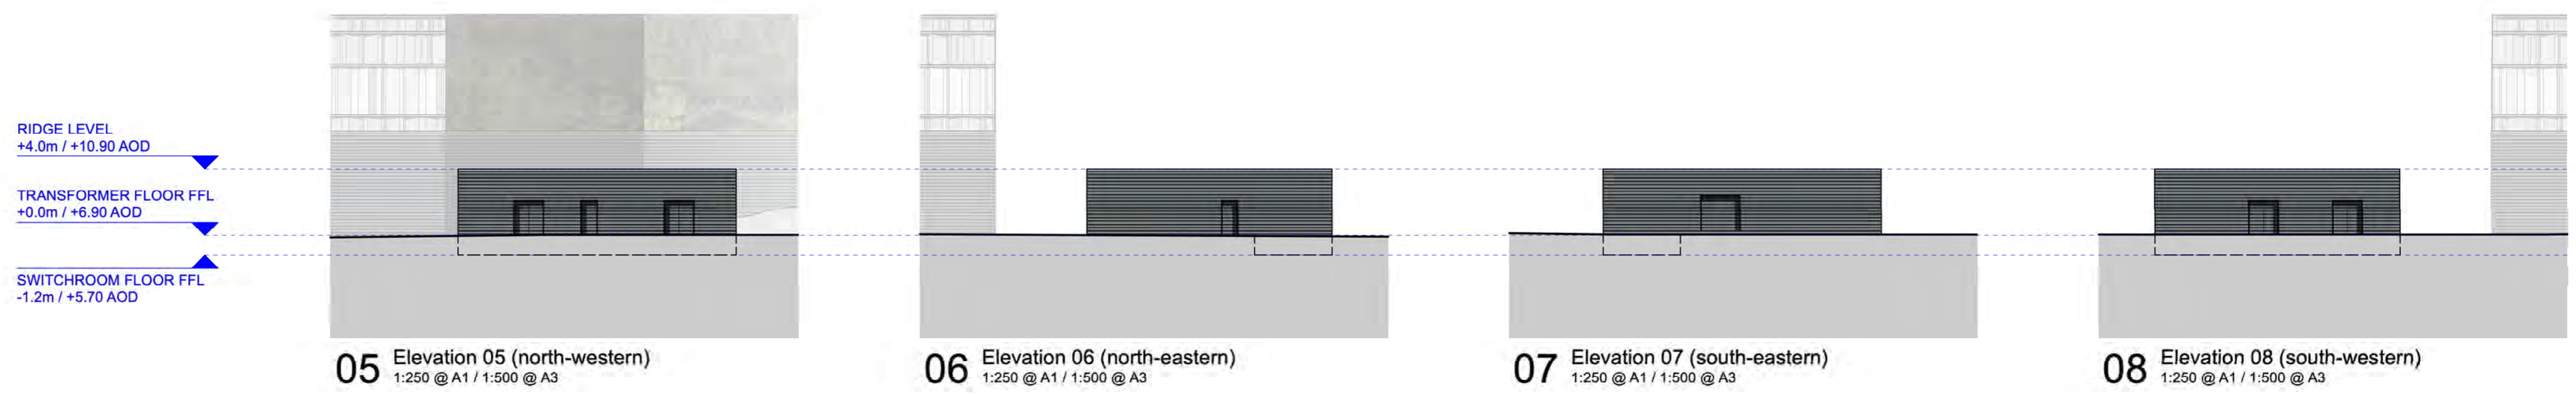 RIDGE LEVEL
+4.0m / +10.90 AOD
TRANSFORMER FLOOR FFL
+0.0m / +6.90 AOD
SWITCHROOM FLOOR FFL
-1.2m / +5.70 AOD
05 Elevation 05 (north-western)
1:250 @ A1 / 1:500 @ A3
06 Elevation 06 (north-eastern)
1:250 @ A1 / 1:500 @ A3
07 Elevation 07 (south-eastern)
1:250 @ A1 / 1:500 @ A3
08 Elevation 08 (south-western)
1:250 @ A1 / 1:500 @ A3